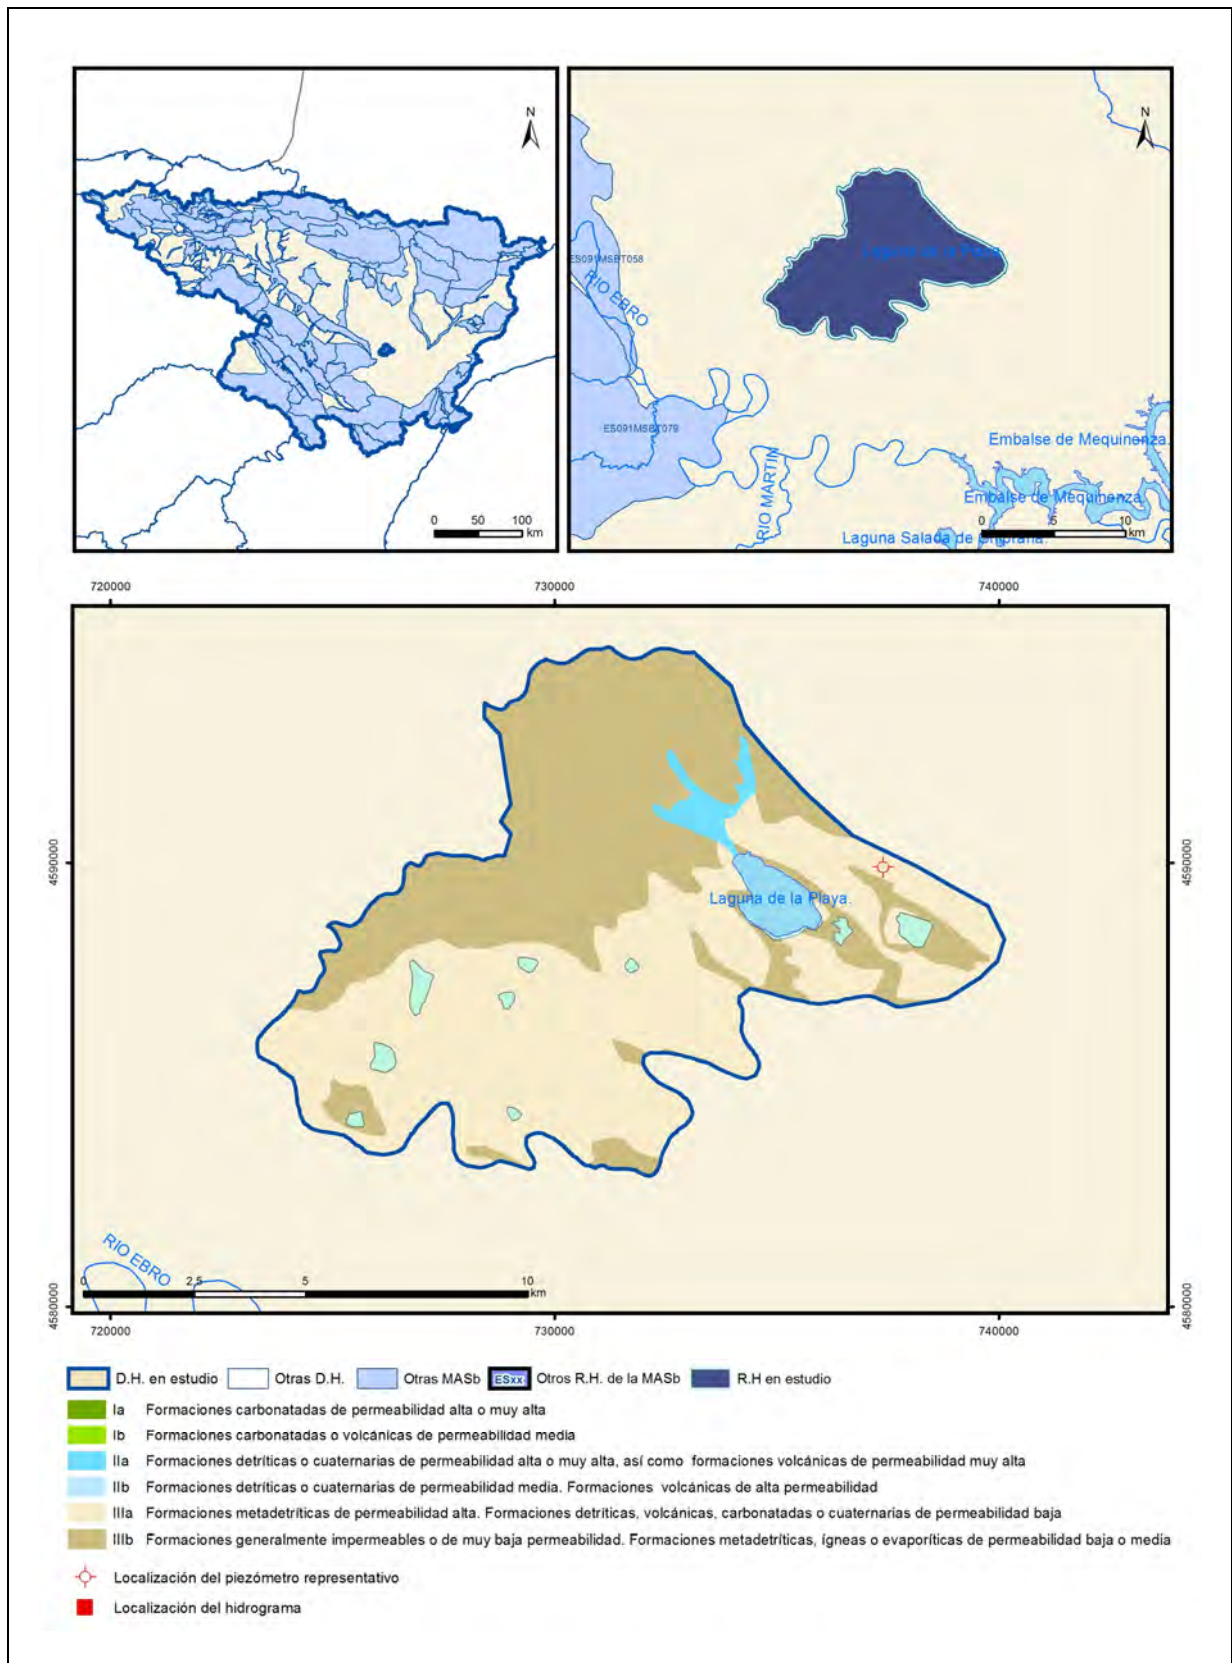 N
0 50 100
km
N
Laguna de la Playa.
ES091MSBT058
RIO EBRO
ES091MSBT079
RIO MARTIN
Embalse de Mequinenza.
Embalse de Mequinenza.
0 5 10
km
Laguna Salada de
720000 730000 740000
4590000
4590000
Laguna de la Playa.
RIO EBRO
0 2,5 5 10
km
4580000
4580000
720000 730000 740000
D.H. en estudio Otras D.H. Otras MASb ESxx Otros R.H. de la MASb R.H en estudio
Ia Formaciones carbonatadas de permeabilidad alta o muy alta
Ib Formaciones carbonatadas o volcánicas de permeabilidad media
IIa Formaciones detríticas o cuaternarias de permeabilidad alta o muy alta, así como formaciones volcánicas de permeabilidad muy alta
IIb Formaciones detríticas o cuaternarias de permeabilidad media. Formaciones volcánicas de alta permeabilidad
IIIa Formaciones metadetríticas de permeabilidad alta. Formaciones detríticas, volcánicas, carbonatadas o cuaternarias de permeabilidad baja
IIIb Formaciones generalmente impermeables o de muy baja permeabilidad. Formaciones metadetríticas, ígneas o evaporíticas de permeabilidad baja o media
Localización del piezómetro representativo
Localización del hidrograma